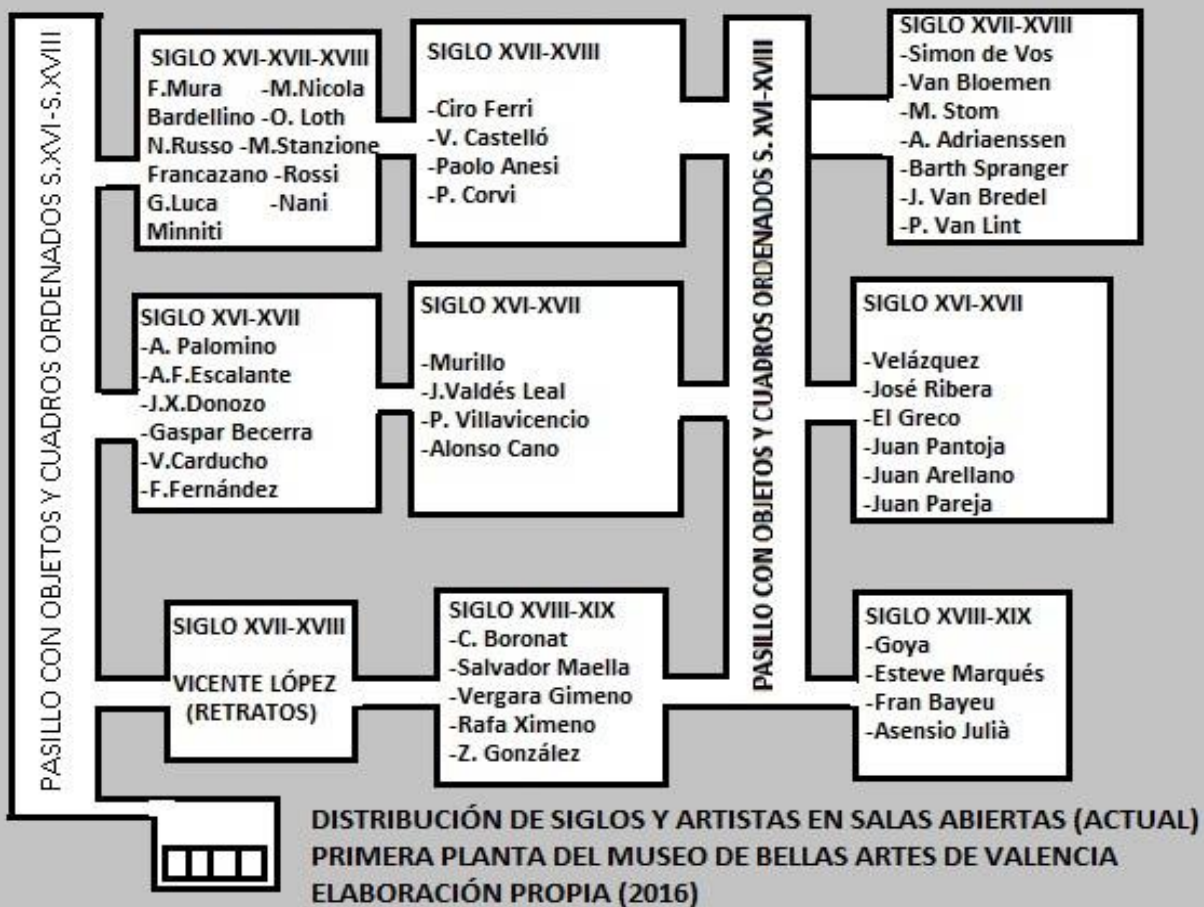 PASILLO CON OBJETOS Y CUADROS ORDENADOS S.XVI-S.XVIII
SIGLO XVI-XVII-XVIII
F.Mura -M.Nicola
Bardellino -O. Loth
N.Russo -M.Stanzione
Francazano -Rossi
G.Luca -Nani
Minniti
SIGLO XVII-XVIII
-Ciro Ferri
-V. Castelló
-Paolo Anesi
-P. Corvi
PASILLO CON OBJETOS Y CUADROS ORDENADOS S. XVI-XVIII
SIGLO XVII-XVIII
-Simon de Vos
-Van Bloemen
-M. Stom
-A. Adriaenssen
-Barth Spranger
-J. Van Bredel
-P. Van Lint
SIGLO XVI-XVII
-A. Palomino
-A.F.Escalante
-J.X.Donozo
-Gaspar Becerra
-V.Carducho
-F.Fernández
SIGLO XVI-XVII
-Murillo
-J.Valdés Leal
-P. Villavicencio
-Alonso Cano
SIGLO XVI-XVII
-Velázquez
-José Ribera
-El Greco
-Juan Pantoja
-Juan Arellano
-Juan Pareja
SIGLO XVII-XVIII
VICENTE LÓPEZ
(RETRATOS)
SIGLO XVIII-XIX
-C. Boronat
-Salvador Maella
-Vergara Gimeno
-Rafa Ximeno
-Z. González
SIGLO XVIII-XIX
-Goya
-Esteve Marqués
-Fran Bayeu
-Asensio Julià
DISTRIBUCIÓN DE SIGLOS Y ARTISTAS EN SALAS ABIERTAS (ACTUAL)
PRIMERA PLANTA DEL MUSEO DE BELLAS ARTES DE VALENCIA
ELABORACIÓN PROPIA (2016)